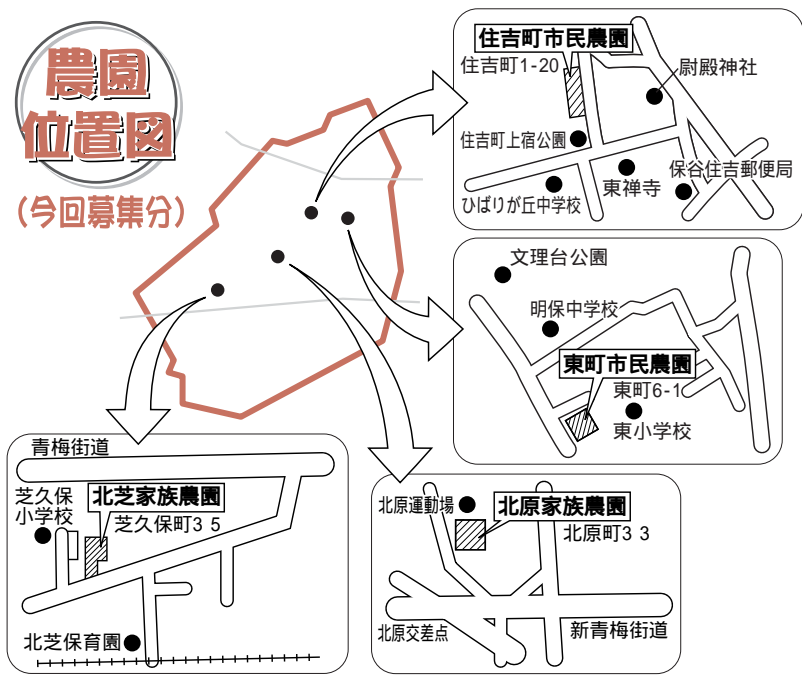 農園
位置図
(今回募集分)
住吉町市民農園
住吉町1-20
尉殿神社
住吉町上宿公園
保谷住吉郵便局
東禅寺
ひばりが丘中学校
文理台公園
明保中学校
東町市民農園
東町6-1
東小学校
青梅街道
芝久保
小学校
北芝家族農園
芝久保町3 5
北芝保育園
北原運動場
北原家族農園
北原町3 3
北原交差点
新青梅街道